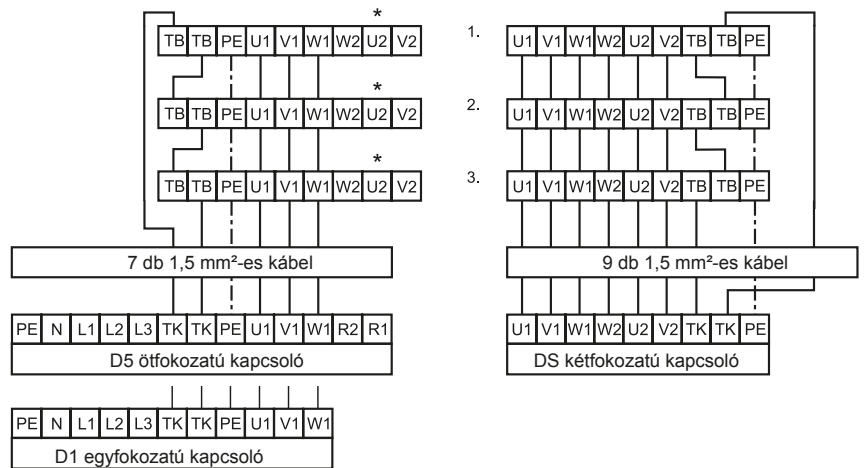 *
TB TB PE U1 V1 W1 W2 U2 V2
1.
U1 V1 W1 W2 U2 V2 TB TB PE
*
TB TB PE U1 V1 W1 W2 U2 V2
2.
U1 V1 W1 W2 U2 V2 TB TB PE
*
TB TB PE U1 V1 W1 W2 U2 V2
3.
U1 V1 W1 W2 U2 V2 TB TB PE
7 db 1,5 mm²-es kábel
9 db 1,5 mm²-es kábel
PE N L1 L2 L3 TK TK PE U1 V1 W1 R2 R1
U1 V1 W1 W2 U2 V2 TK TK PE
D5 ötfokozatú kapcsoló
DS kétfokozatú kapcsoló
PE N L1 L2 L3 TK TK PE U1 V1 W1
D1 egyfokozatú kapcsoló